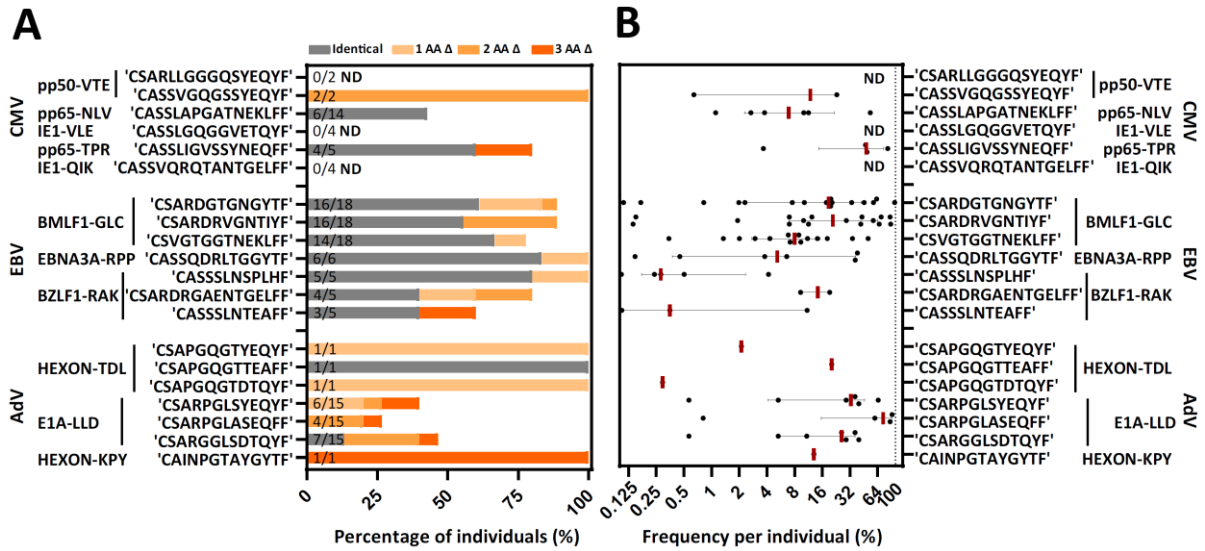 A
B
Identical 1 AA Δ 2 AA Δ 3 AA Δ
CMV
pp50-VTE
'CSARLLGGGQSYEQYF' 0/2 ND
'CASSVGQGSSYEQYF' 2/2
pp65-NLV 'CASSLAPGATNEKLFF' 6/14
IE1-VLE 'CASSLGQGGVETQYF' 0/4 ND
pp65-TPR 'CASSLIGVSSYNEQFF' 4/5
IE1-QIK 'CASSVQRQTANTGELFF' 0/4 ND
EBV
BMLF1-GLC
'CSARDGTGNGYTF' 16/18
'CSARDRVGNTIYF' 16/18
'CSVGTGGTNEKLFF' 14/18
EBNA3A-RPP 'CASSQDRLTGGYTF' 6/6
BZLF1-RAK
'CASSSLNSPLHF' 5/5
'CSARDRGAENTGELFF' 4/5
'CASSSLNTEAFF' 3/5
AdV
HEXON-TDL
'CSAPGQGTYEQYF' 1/1
'CSAPGQGTTEAFF' 1/1
'CSAPGQGTDTQYF' 1/1
E1A-LLD
'CSARPGLSYEQYF' 6/15
'CSARPGLASEQFF' 4/15
'CSARGGLSDTQYF' 7/15
HEXON-KPY 'CAINPGTAYGYTF' 1/1
0 25 50 75 100
Percentage of individuals (%)
ND 'CSARLLGGGQSYEQYF'
'CASSVGQGSSYEQYF'
pp50-VTE
'CASSLAPGATNEKLFF' pp65-NLV
ND 'CASSLGQGGVETQYF' IE1-VLE
'CASSLIGVSSYNEQFF' pp65-TPR
ND 'CASSVQRQTANTGELFF' IE1-QIK
CMV
'CSARDGTGNGYTF'
'CSARDRVGNTIYF'
'CSVGTGGTNEKLFF'
BMLF1-GLC
'CASSQDRLTGGYTF' EBNA3A-RPP
'CASSSLNSPLHF'
'CSARDRGAENTGELFF'
'CASSSLNTEAFF'
BZLF1-RAK
EBV
'CSAPGQGTYEQYF'
'CSAPGQGTTEAFF'
'CSAPGQGTDTQYF'
HEXON-TDL
'CSARPGLSYEQYF'
'CSARPGLASEQFF'
'CSARGGLSDTQYF'
E1A-LLD
'CAINPGTAYGYTF' HEXON-KPY
AdV
0.125 0.25 0.5 1 2 4 8 16 32 64 100
Frequency per individual (%)